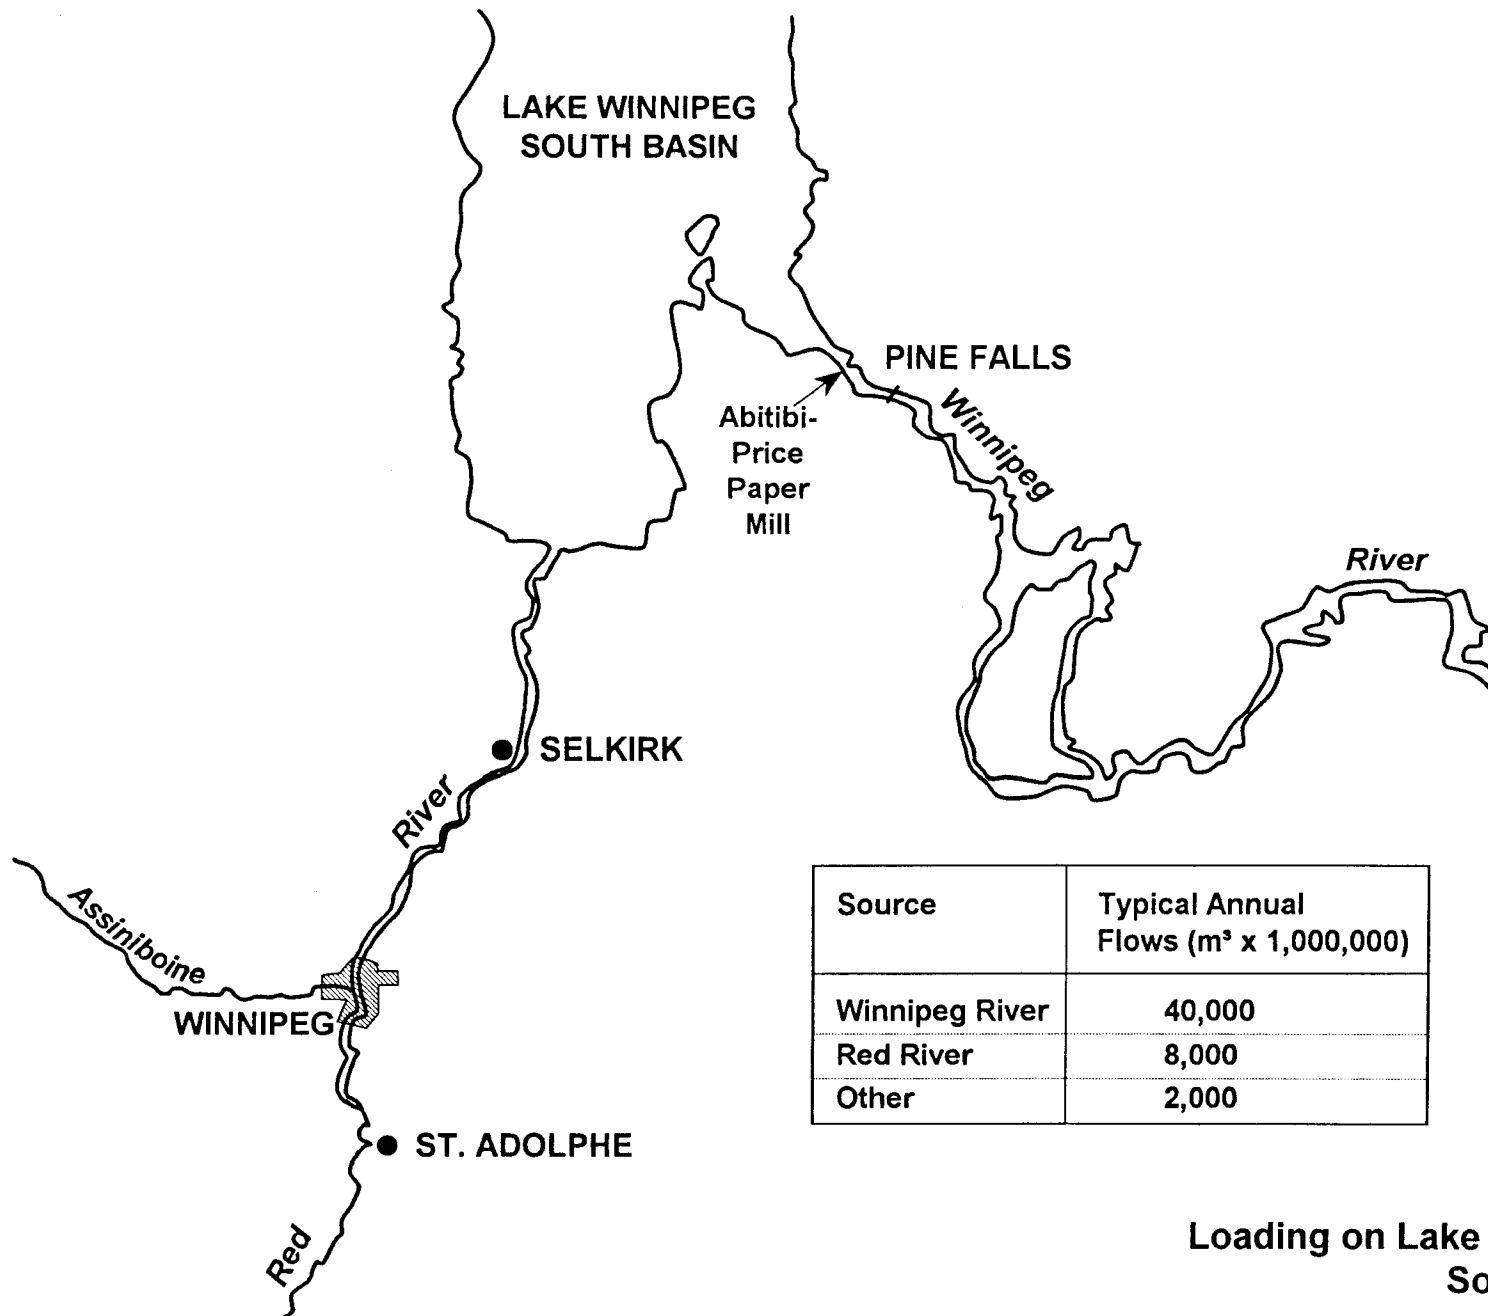 LAKE WINNIPEG
SOUTH BASIN
PINE FALLS
Winnipeg
Abitibi-
Price
Paper
Mill
River
SELKIRK
River
Assiniboine
WINNIPEG
ST. ADOLPHE
Red
Source Typical Annual
Flows (m³ x 1,000,000)
Winnipeg River 40,000
Red River 8,000
Other 2,000
Loading on Lake
So